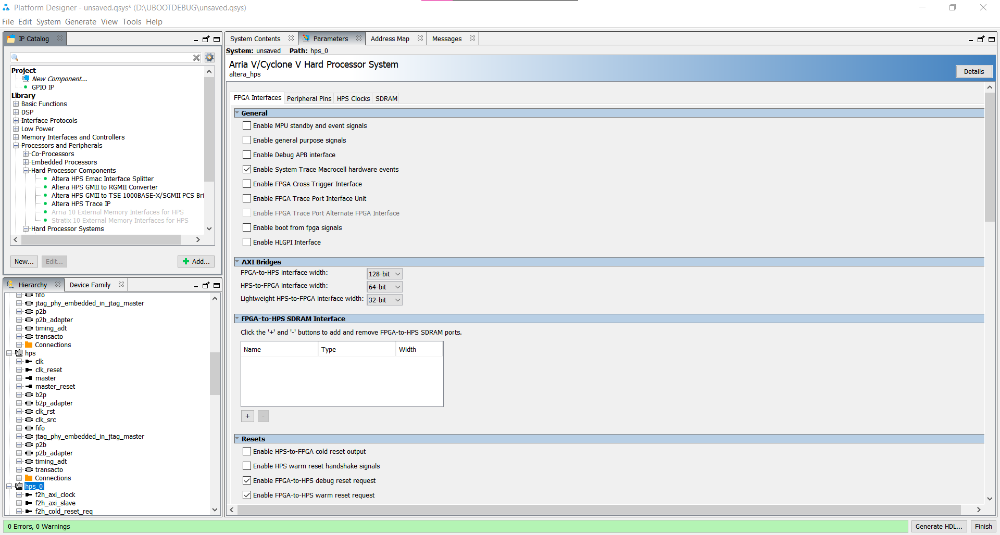 Platform Designer - unsaved.qsys* (D:\UBOOTDEBUG\unsaved.qsys)
File Edit System Generate View Tools Help
IP Catalog
Project
New Component...
GPIO IP
Library
Basic Functions
DSP
Interface Protocols
Low Power
Memory Interfaces and Controllers
Processors and Peripherals
Co-Processors
Embedded Processors
Hard Processor Components
Altera HPS Emac Interface Splitter
Altera HPS GMII to RGMII Converter
Altera HPS GMII to TSE 1000BASE-X/SGMII PCS Bri
Altera HPS Trace IP
Arria 10 External Memory Interfaces for HPS
Stratix 10 External Memory Interfaces for HPS
Hard Processor Systems
New... Edit... Add...
Hierarchy Device Family
fifo
jtag_phy_embedded_in_jtag_master
p2b
p2b_adapter
timing_adt
transacto
Connections
hps
clk
clk_reset
master
master_reset
b2p
b2p_adapter
clk_rst
clk_src
fifo
jtag_phy_embedded_in_jtag_master
p2b
p2b_adapter
timing_adt
transacto
Connections
hps_0
f2h_axi_clock
f2h_axi_slave
f2h_cold_reset_req
System Contents Parameters Address Map Messages
System: unsaved Path: hps_0
Arria V/Cyclone V Hard Processor System
altera_hps
Details
FPGA Interfaces Peripheral Pins HPS Clocks SDRAM
General
Enable MPU standby and event signals
Enable general purpose signals
Enable Debug APB interface
Enable System Trace Macrocell hardware events
Enable FPGA Cross Trigger Interface
Enable FPGA Trace Port Interface Unit
Enable FPGA Trace Port Alternate FPGA Interface
Enable boot from fpga signals
Enable HLGPI Interface
AXI Bridges
FPGA-to-HPS interface width: 128-bit
HPS-to-FPGA interface width: 64-bit
Lightweight HPS-to-FPGA interface width: 32-bit
FPGA-to-HPS SDRAM Interface
Click the '+' and '-' buttons to add and remove FPGA-to-HPS SDRAM ports.
Name Type Width
+ -
Resets
Enable HPS-to-FPGA cold reset output
Enable HPS warm reset handshake signals
Enable FPGA-to-HPS debug reset request
Enable FPGA-to-HPS warm reset request
0 Errors, 0 Warnings
Generate HDL... Finish